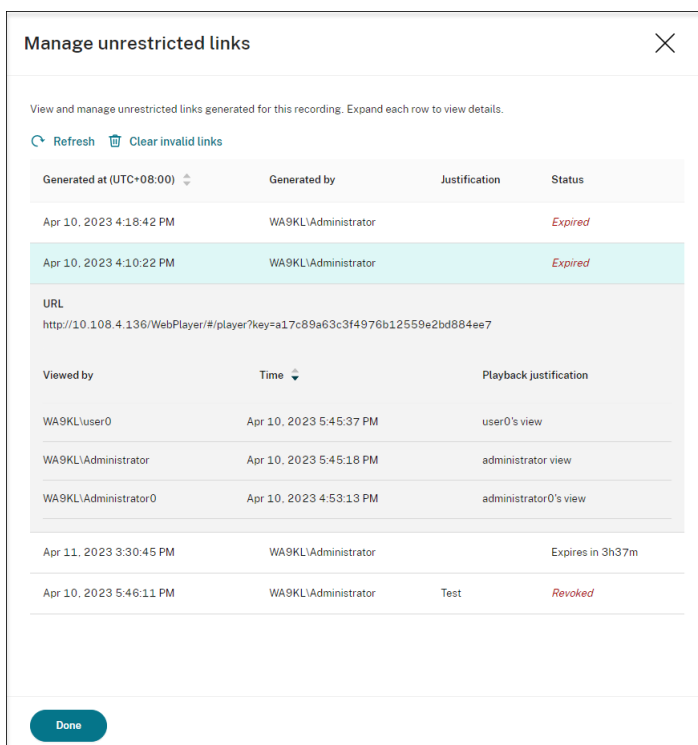 Manage unrestricted links
View and manage unrestricted links generated for this recording. Expand each row to view details.
Refresh Clear invalid links
Generated at (UTC+08:00) Generated by Justification Status
Apr 10, 2023 4:18:42 PM WA9KL\Administrator Expired
Apr 10, 2023 4:10:22 PM WA9KL\Administrator Expired
URL
http://10.108.4.136/WebPlayer/#/player?key=a17c89a63c3f4976b12559e2bd884ee7
Viewed by Time Playback justification
WA9KL\user0 Apr 10, 2023 5:45:37 PM user0's view
WA9KL\Administrator Apr 10, 2023 5:45:18 PM administrator view
WA9KL\Administrator0 Apr 10, 2023 4:53:13 PM administrator0's view
Apr 11, 2023 3:30:45 PM WA9KL\Administrator Expires in 3h37m
Apr 10, 2023 5:46:11 PM WA9KL\Administrator Test Revoked
Done